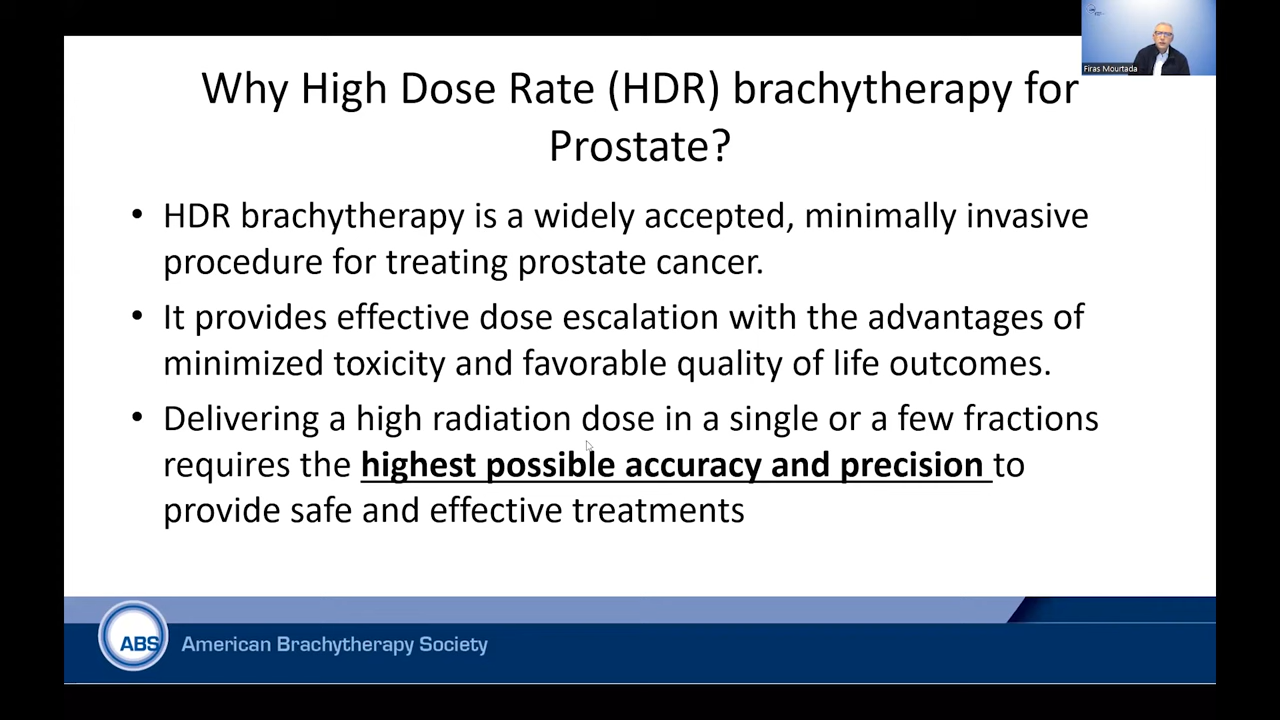 Firas Mourtada
Why High Dose Rate (HDR) brachytherapy for
Prostate?
• HDR brachytherapy is a widely accepted, minimally invasive
procedure for treating prostate cancer.
• It provides effective dose escalation with the advantages of
minimized toxicity and favorable quality of life outcomes.
• Delivering a high radiation dose in a single or a few fractions
requires the highest possible accuracy and precision to
provide safe and effective treatments
ABS American Brachytherapy Society